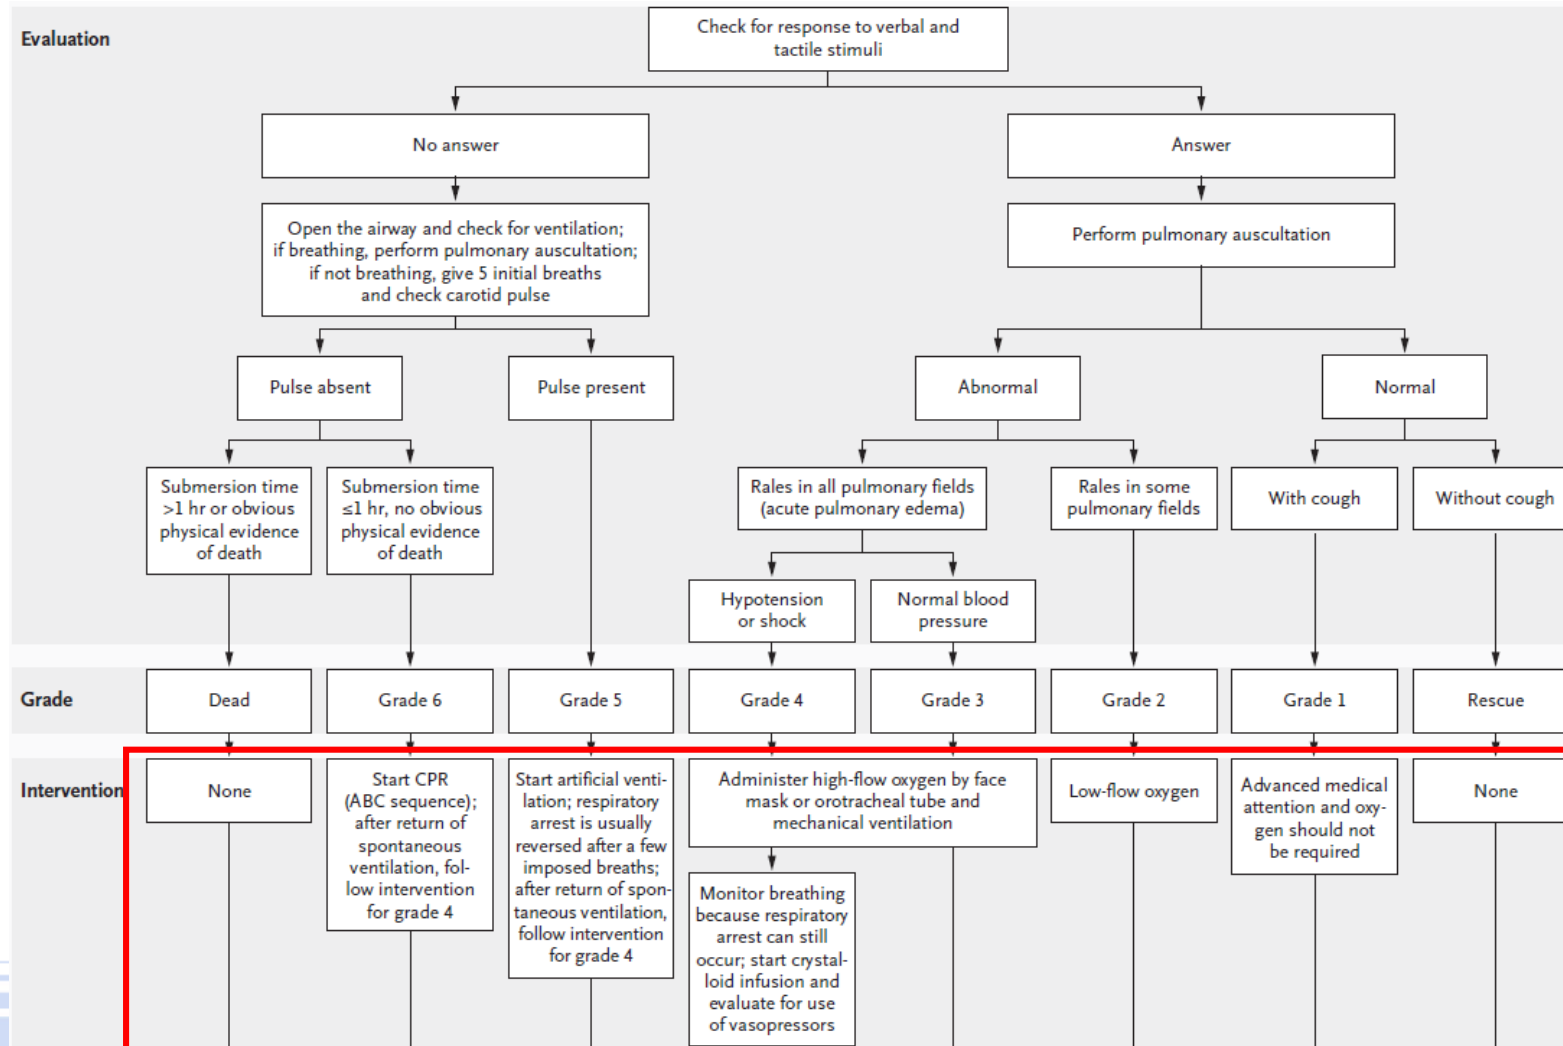 Evaluation
Check for response to verbal and
tactile stimuli
No answer
Answer
Open the airway and check for ventilation;
if breathing, perform pulmonary auscultation;
if not breathing, give 5 initial breaths
and check carotid pulse
Perform pulmonary auscultation
Pulse absent
Pulse present
Abnormal
Normal
Submersion time
>1 hr or obvious
physical evidence
of death
Submersion time
≤1 hr, no obvious
physical evidence
of death
Rales in all pulmonary fields
(acute pulmonary edema)
Rales in some
pulmonary fields
With cough
Without cough
Hypotension
or shock
Normal blood
pressure
Grade
Dead
Grade 6
Grade 5
Grade 4
Grade 3
Grade 2
Grade 1
Rescue
Intervention
None
Start CPR
(ABC sequence);
after return of
spontaneous
ventilation, fol-
low intervention
for grade 4
Start artificial venti-
lation; respiratory
arrest is usually
reversed after a few
imposed breaths;
after return of spon-
taneous ventilation,
follow intervention
for grade 4
Administer high-flow oxygen by face
mask or orotracheal tube and
mechanical ventilation
Monitor breathing
because respiratory
arrest can still
occur; start crystal-
loid infusion and
evaluate for use
of vasopressors
Low-flow oxygen
Advanced medical
attention and oxy-
gen should not
be required
None